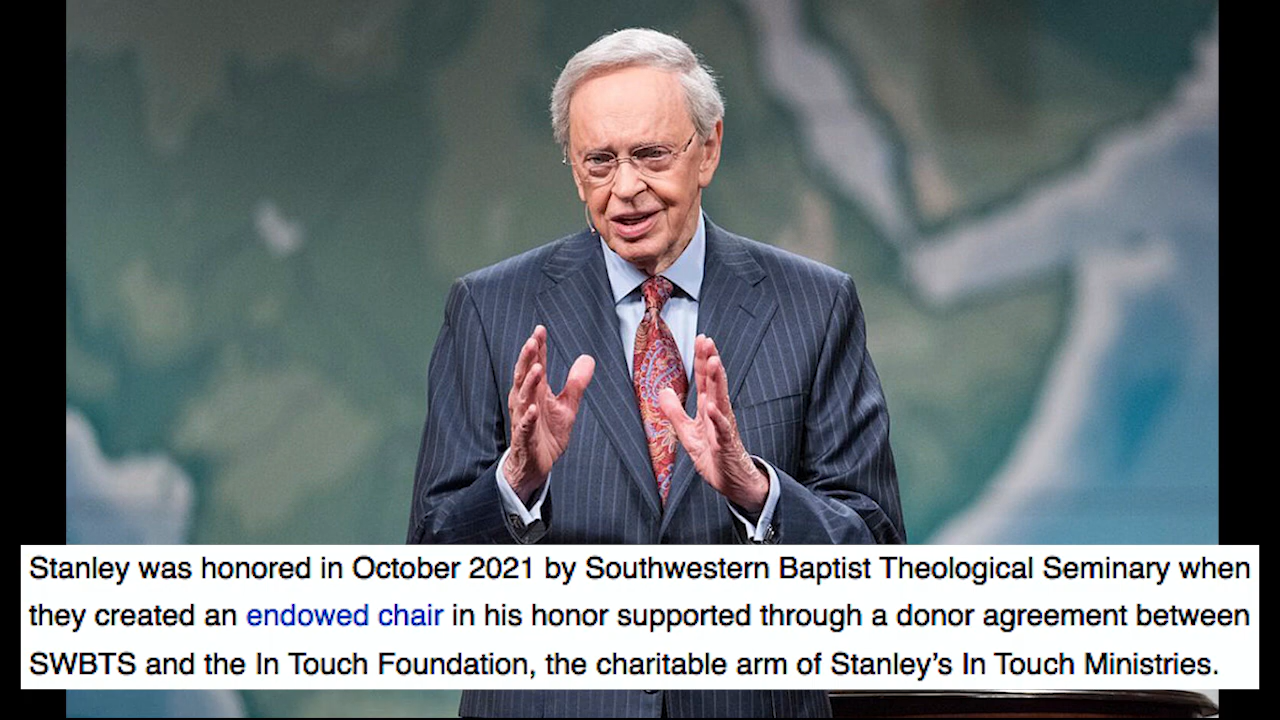 Stanley was honored in October 2021 by Southwestern Baptist Theological Seminary when
they created an endowed chair in his honor supported through a donor agreement between
SWBTS and the In Touch Foundation, the charitable arm of Stanley’s In Touch Ministries.